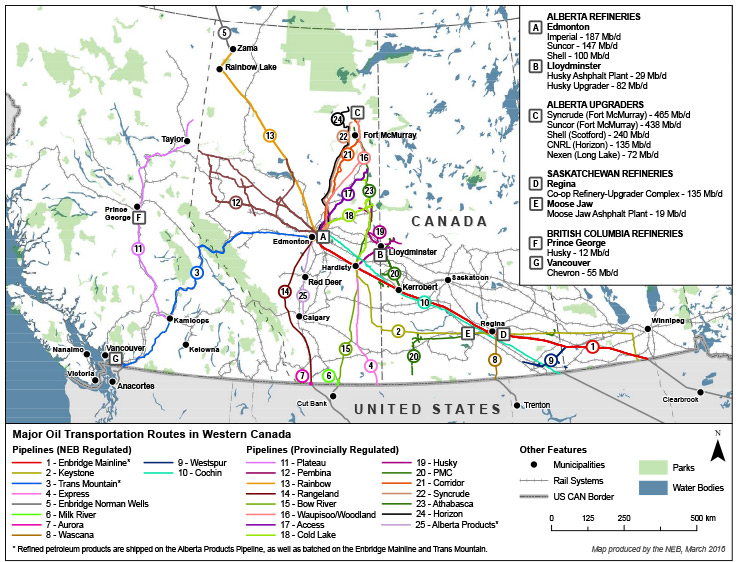 5
Zama
Rainbow Lake
24
C
22
Fort McMurray
13
21
16
Taylor
17
23
12
18
Prince
George
F
CANADA
19
11
Edmonton
A
B
Lloydminster
3
Hardisty
20
Saskatoon
Red Deer
Kerrobert
14
25
10
Kamloops
Calgary
Regina
Winnipeg
2
E
D
Vancouver
Kelowna
15
1
Nanaimo
G
20
8
9
4
Victoria
7
6
Anacortes
Cut Bank
Clearbrook
UNITED STATES
Trenton
ALBERTA REFINERIES
A Edmonton
Imperial - 187 Mb/d
Suncor - 147 Mb/d
Shell - 100 Mb/d
B Lloydminster
Husky Ashphalt Plant - 29 Mb/d
Husky Upgrader - 82 Mb/d
ALBERTA UPGRADERS
C Syncrude (Fort McMurray) - 465 Mb/d
Suncor (Fort McMurray) - 438 Mb/d
Shell (Scotford) - 240 Mb/d
CNRL (Horizon) - 135 Mb/d
Nexen (Long Lake) - 72 Mb/d
SASKATCHEWAN REFINERIES
D Regina
Co-op Refinery-Upgrader Complex - 135 Mb/d
E Moose Jaw
Moose Jaw Ashphalt Plant - 19 Mb/d
BRITISH COLUMBIA REFINERIES
F Prince George
Husky - 12 Mb/d
G Vancouver
Chevron - 55 Mb/d
Major Oil Transportation Routes in Western Canada
Pipelines (NEB Regulated)
1 - Enbridge Mainline*
2 - Keystone
3 - Trans Mountain*
4 - Express
5 - Enbridge Norman Wells
6 - Milk River
7 - Aurora
8 - Wascana
9 - Westspur
10 - Cochin
Pipelines (Provincially Regulated)
11 - Plateau
12 - Pembina
13 - Rainbow
14 - Rangeland
15 - Bow River
16 - Waupisoo/Woodland
17 - Access
18 - Cold Lake
19 - Husky
20 - PMC
21 - Corridor
22 - Syncrude
23 - Athabasca
24 - Horizon
25 - Alberta Products*
Other Features
Municipalities
Rail Systems
US CAN Border
Parks
Water Bodies
N
0 125 250 500 km
* Refined petroleum products are shipped on the Alberta Products Pipeline, as well as batched on the Enbridge Mainline and Trans Mountain.
Map produced by the NEB, March 2016